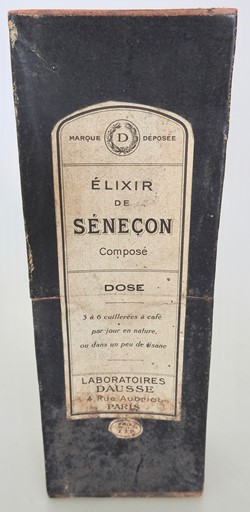 MARQUE D DÉPOSÉE
ÉLIXIR
DE
SÉNEÇON
Composé
DOSE
3 à 6 cuillerées à café
par jour en nature,
ou dans un peu de tisane
LABORATOIRES
DAUSSE
4, Rue Aubriot
PARIS